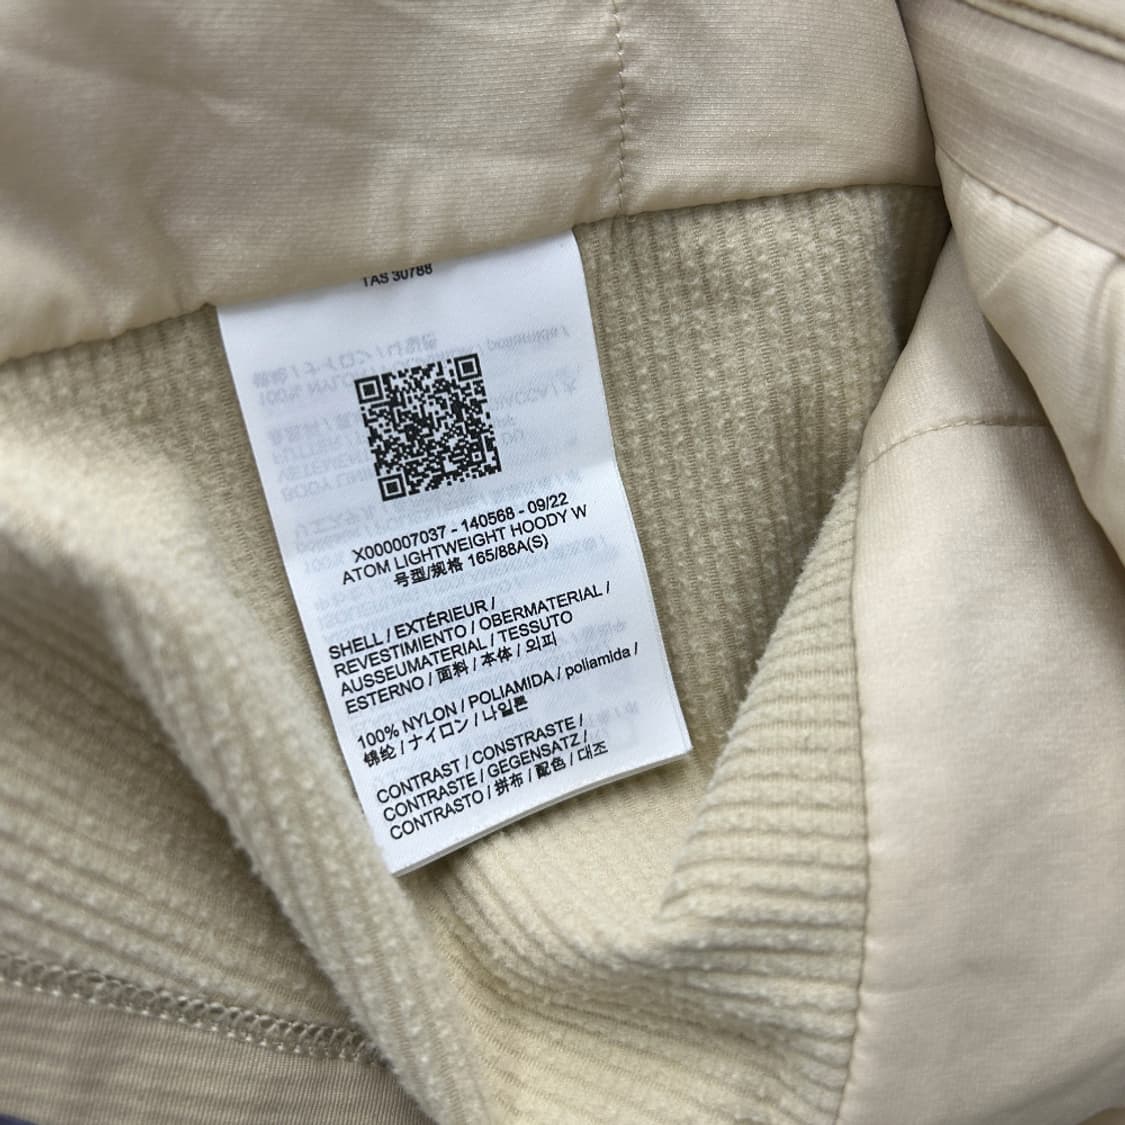 TAS 30788
X000007037 - 140568 - 09/22
ATOM LIGHTWEIGHT HOODY W
号型/规格 165/88A(S)
SHELL / EXTÉRIEUR /
REVESTIMIENTO / OBERMATERIAL /
AUSSEUMATERIAL / TESSUTO
ESTERNO / 面料 / 本体 / 외피
100% NYLON / POLIAMIDA / poliamida /
锦纶 / ナイロン / 나일론
CONTRAST / CONSTRASTE /
CONTRASTE / GEGENSATZ /
CONTRASTO / 拼布 / 配色 / 대조